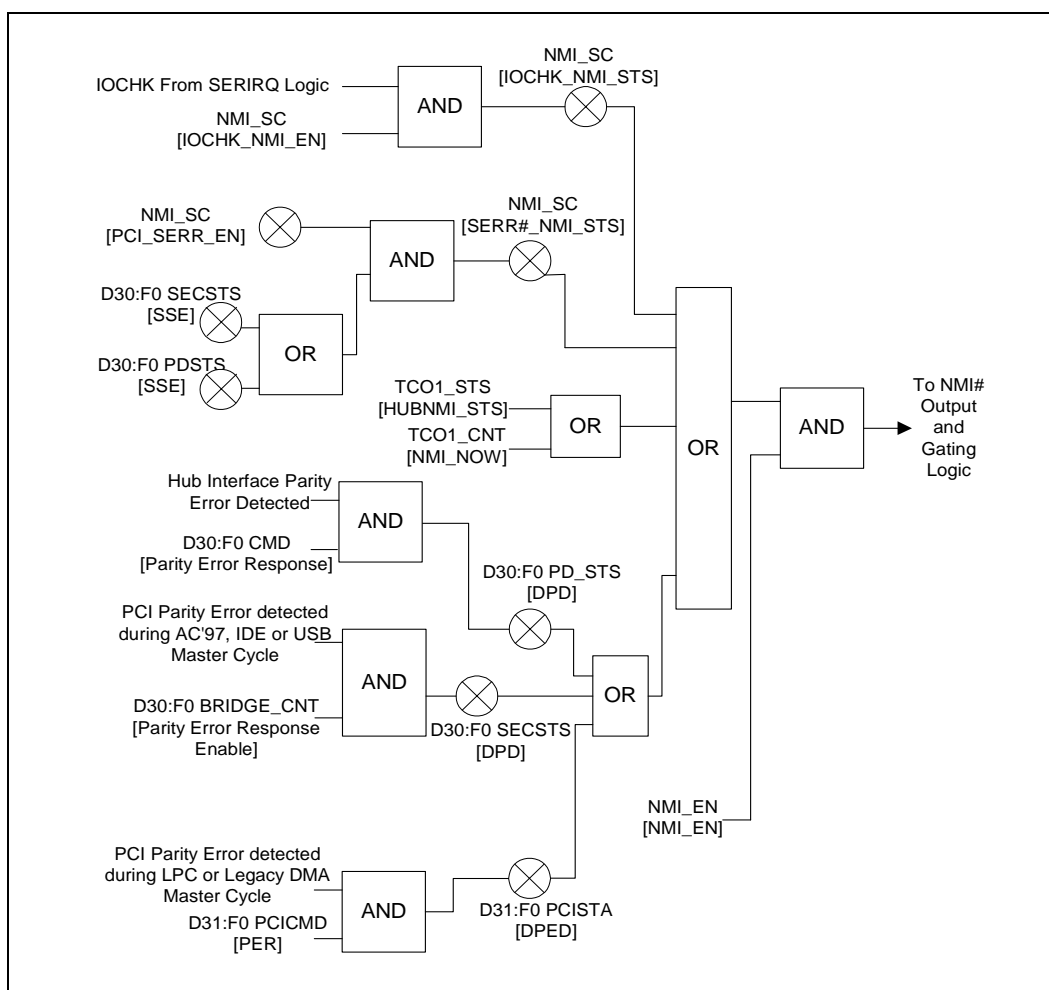 NMI_SC
[IOCHK_NMI_STS]
IOCHK From SERIRQ Logic
AND
NMI_SC
[IOCHK_NMI_EN]
NMI_SC
[PCI_SERR_EN]
NMI_SC
[SERR#_NMI_STS]
AND
D30:F0 SECSTS
[SSE]
OR
D30:F0 PDSTS
[SSE]
TCO1_STS
[HUBNMI_STS]
OR
TCO1_CNT
[NMI_NOW]
OR
AND
To NMI#
Output
and
Gating
Logic
Hub Interface Parity
Error Detected
AND
D30:F0 CMD
[Parity Error Response]
D30:F0 PD_STS
[DPD]
PCI Parity Error detected
during AC'97, IDE or USB
Master Cycle
AND
OR
D30:F0 BRIDGE_CNT
[Parity Error Response
Enable]
D30:F0 SECSTS
[DPD]
NMI_EN
[NMI_EN]
PCI Parity Error detected
during LPC or Legacy DMA
Master Cycle
AND
D31:F0 PCISTA
[DPED]
D31:F0 PCICMD
[PER]